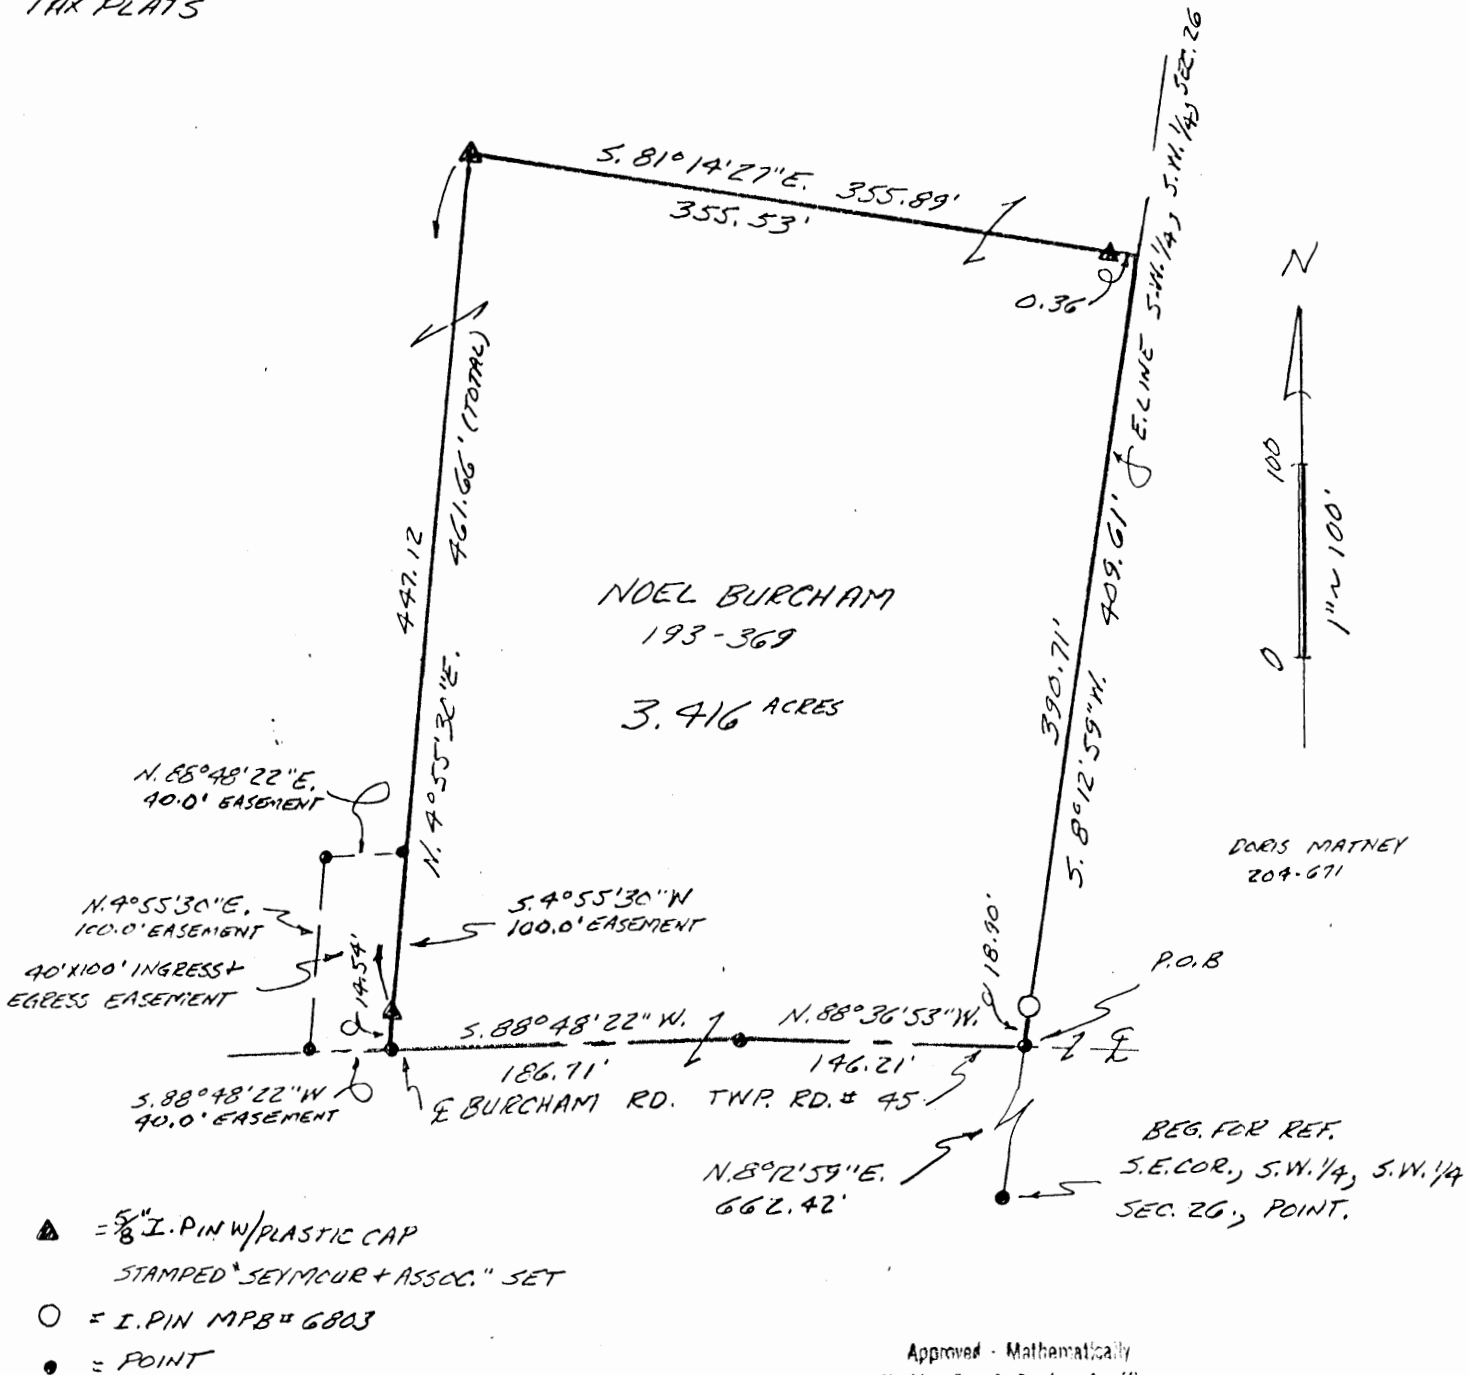 TAX PLATS
S. 81° 14' 27" E. 355.89'
355.53'
0.36
E. LINE S.W. 1/4, S.W. 1/4, SEC. 26
N
461.66' (TOTAL)
447.12
N. 4° 55' 30" E.
100
0
1" ~ 100'
409.61'
390.71'
S. 8° 12' 59" W.
NOEL BURCHAM
193-369
3.416 ACRES
N. 88° 48' 22" E.
40.0' EASEMENT
DORIS MATNEY
204-671
N. 4° 55' 30" E.
100.0' EASEMENT
S. 4° 55' 30" W
100.0' EASEMENT
40' X 100' INGRESS +
EGRESS EASEMENT
14.54'
18.90'
P.O.B
S. 88° 48' 22" W.
N. 88° 36' 53" W.
186.71'
146.21'
S. 88° 48' 22" W
40.0' EASEMENT
℄
℄ BURCHAM RD. TWP. RD. # 45
N. 8° 12' 59" E.
662.42'
BEG. FOR REF.
S.E. COR., S.W. 1/4, S.W. 1/4
SEC. 26., POINT.
= 5/8" I. PIN W/PLASTIC CAP
STAMPED "SEYMOUR + ASSOC." SET
= I. PIN MPB # 6803
= POINT
Approved - Mathematically